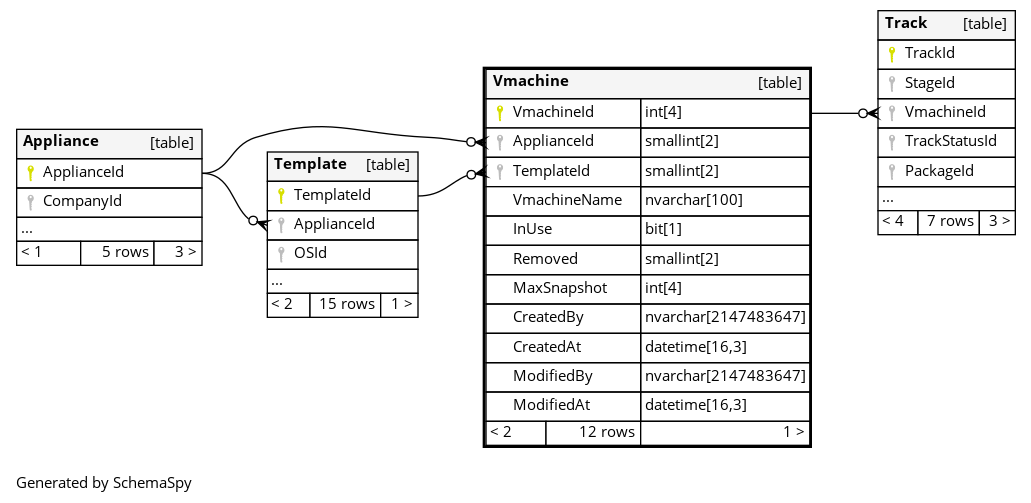 Appliance [table]
ApplianceId
CompanyId
...
< 1 5 rows 3 >
Template [table]
TemplateId
ApplianceId
OSId
...
< 2 15 rows 1 >
Vmachine [table]
VmachineId int[4]
ApplianceId smallint[2]
TemplateId smallint[2]
VmachineName nvarchar[100]
InUse bit[1]
Removed smallint[2]
MaxSnapshot int[4]
CreatedBy nvarchar[2147483647]
CreatedAt datetime[16,3]
ModifiedBy nvarchar[2147483647]
ModifiedAt datetime[16,3]
< 2 12 rows 1 >
Track [table]
TrackId
StageId
VmachineId
TrackStatusId
PackageId
...
< 4 7 rows 3 >
Generated by SchemaSpy